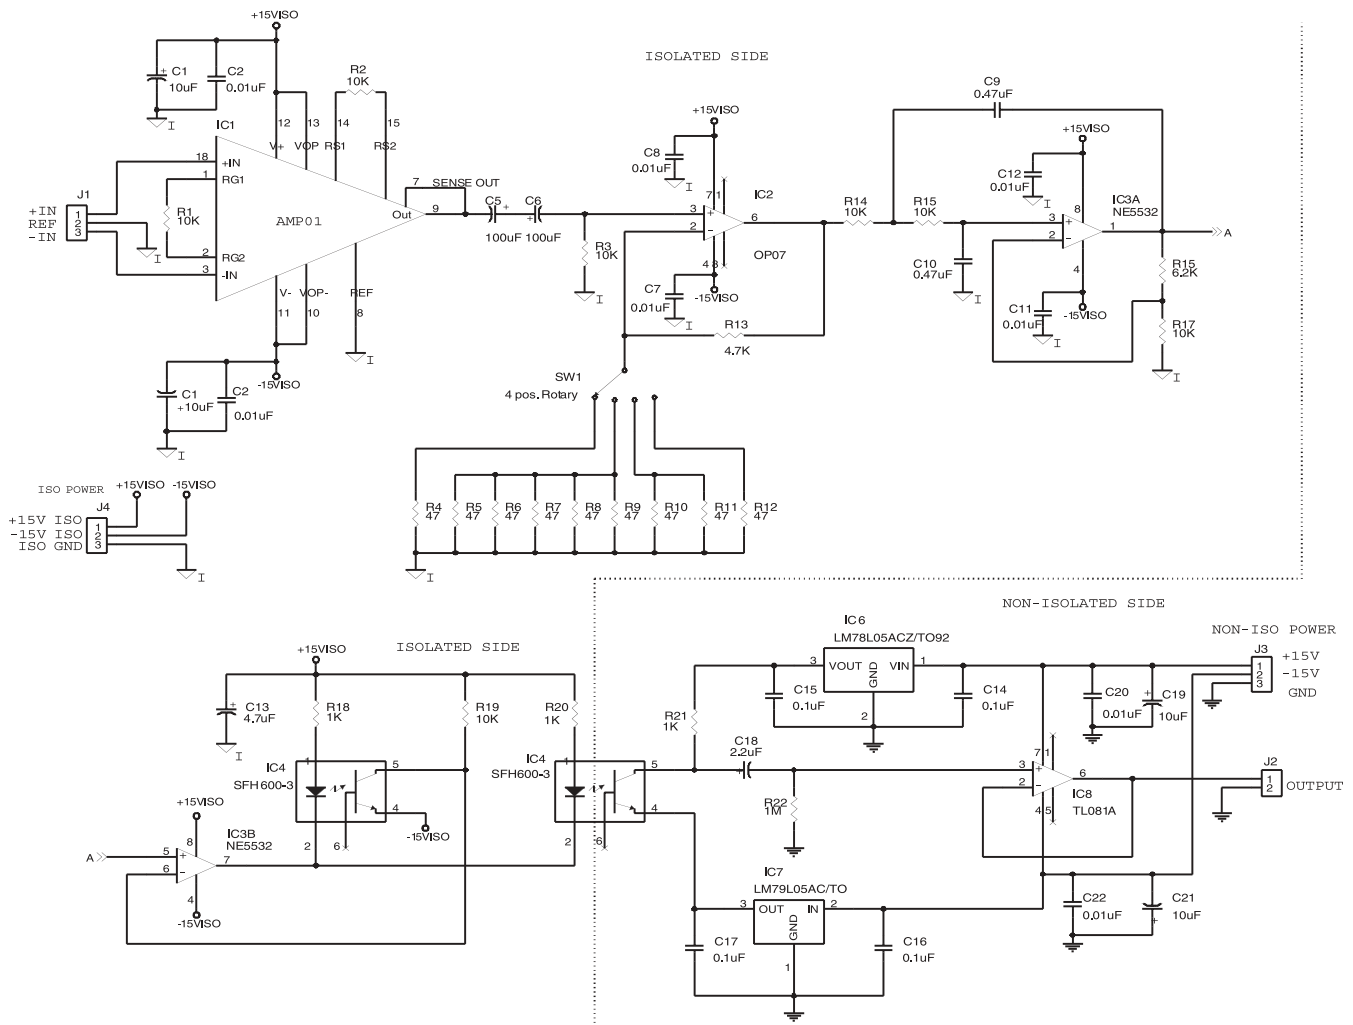 +15VISO
ISOLATED SIDE
C1
10uF
C2
0.01uF
R2
10K
I
IC1
12
13
14
15
V+
VOP
RS1
RS2
18
+IN
1
RG1
J1
+IN
REF
-IN
1
2
3
R1
10K
AMP01
7
SENSE OUT
Out
9
2
RG2
3
-IN
V-
VOP-
REF
11
10
8
I
I
-15VISO
C1
+10uF
C2
0.01uF
I
C5
+
100uF
C6
+
100uF
R3
10K
I
+15VISO
C8
0.01uF
I
7
1
IC2
3
+
2
-
6
4
8
OP07
C7
0.01uF
I
-15VISO
R13
4.7K
SW1
4 pos. Rotary
C9
0.47uF
R14
10K
R15
10K
C10
0.47uF
I
+15VISO
C12
0.01uF
I
8
IC3A
NE5532
3
+
2
-
1
4
C11
0.01uF
I
-15VISO
A
R15
6.2K
R17
10K
I
R4
47
R5
47
R6
47
R7
47
R8
47
R9
47
R10
47
R11
47
R12
47
I
ISO POWER
+15VISO
-15VISO
J4
+15V ISO
-15V ISO
ISO GND
1
2
3
I
ISOLATED SIDE
+15VISO
C13
4.7uF
+
I
R18
1K
R19
10K
R20
1K
IC4
SFH600-3
1
2
5
4
6
-15VISO
IC4
SFH600-3
1
2
5
4
6
+15VISO
IC3B
NE5532
A
5
+
6
-
8
7
4
-15VISO
NON-ISOLATED SIDE
IC6
LM78L05ACZ/TO92
3
VOUT
GND
VIN
1
2
C15
0.1uF
C14
0.1uF
R21
1K
C18
2.2uF
+
R22
1M
C20
0.01uF
C19
10uF
+
NON-ISO POWER
J3
1
2
3
+15V
-15V
GND
7
1
3
+
2
-
6
IC8
TL081A
4
5
J2
1
2
OUTPUT
IC7
LM79L05AC/TO
3
OUT
IN
2
GND
1
C17
0.1uF
C16
0.1uF
C22
0.01uF
C21
10uF
+